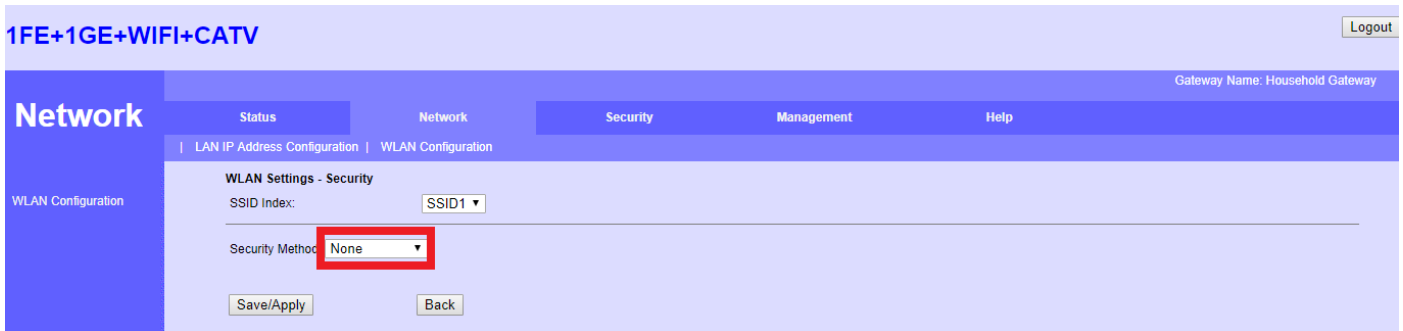 1FE+1GE+WIFI+CATV
Logout
Gateway Name: Household Gateway
Network
Status Network Security Management Help
| LAN IP Address Configuration | WLAN Configuration
WLAN Configuration
WLAN Settings - Security
SSID Index: SSID1
Security Method None
Save/Apply Back